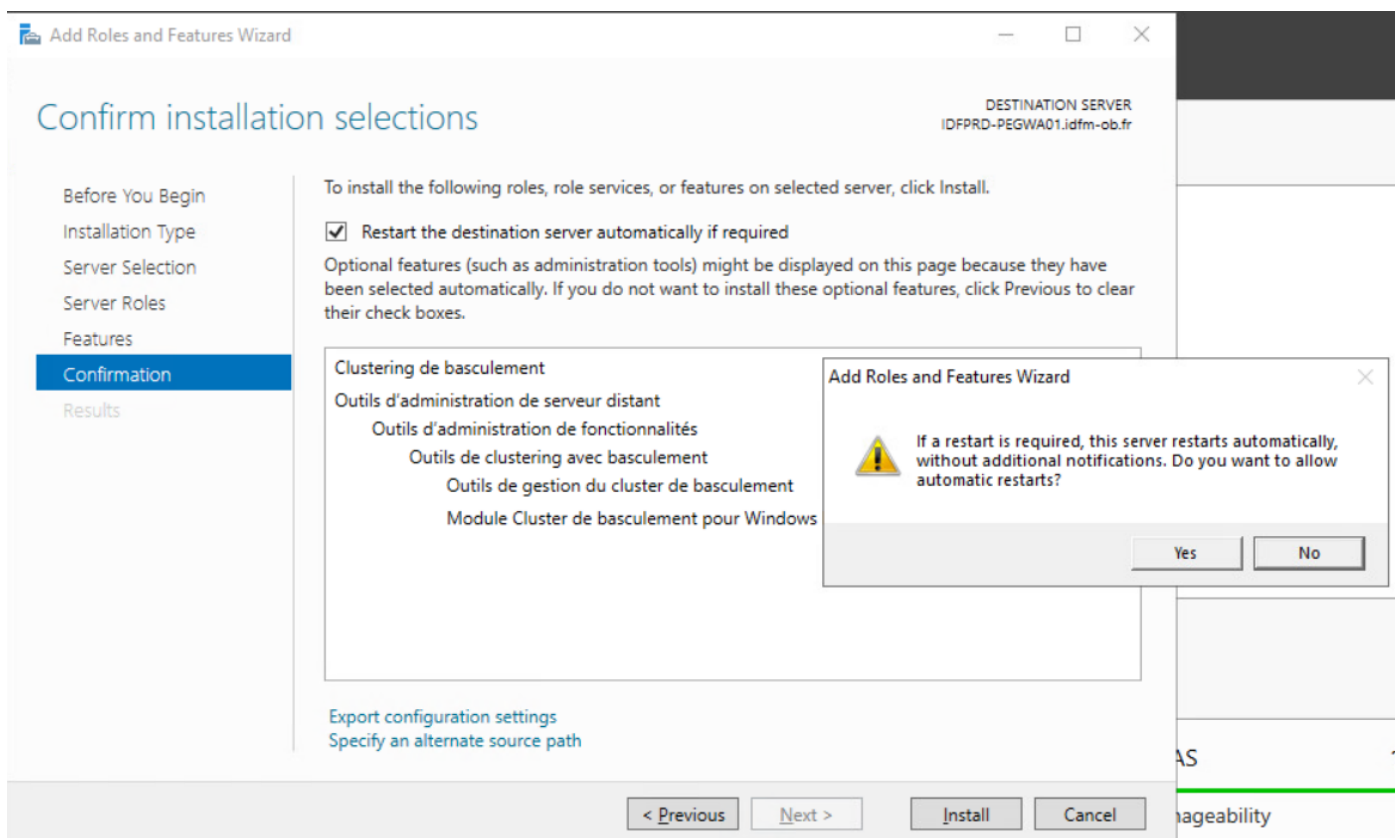 Add Roles and Features Wizard
Confirm installation selections
DESTINATION SERVER
IDFPRD-PEGWA01.idfm-ob.fr
Before You Begin
Installation Type
Server Selection
Server Roles
Features
Confirmation
Results
To install the following roles, role services, or features on selected server, click Install.
Restart the destination server automatically if required
Optional features (such as administration tools) might be displayed on this page because they have
been selected automatically. If you do not want to install these optional features, click Previous to clear
their check boxes.
Clustering de basculement
Outils d'administration de serveur distant
Outils d'administration de fonctionnalités
Outils de clustering avec basculement
Outils de gestion du cluster de basculement
Module Cluster de basculement pour Windows
Add Roles and Features Wizard
If a restart is required, this server restarts automatically,
without additional notifications. Do you want to allow
automatic restarts?
Yes
No
Export configuration settings
Specify an alternate source path
< Previous
Next >
Install
Cancel
AS
nageability